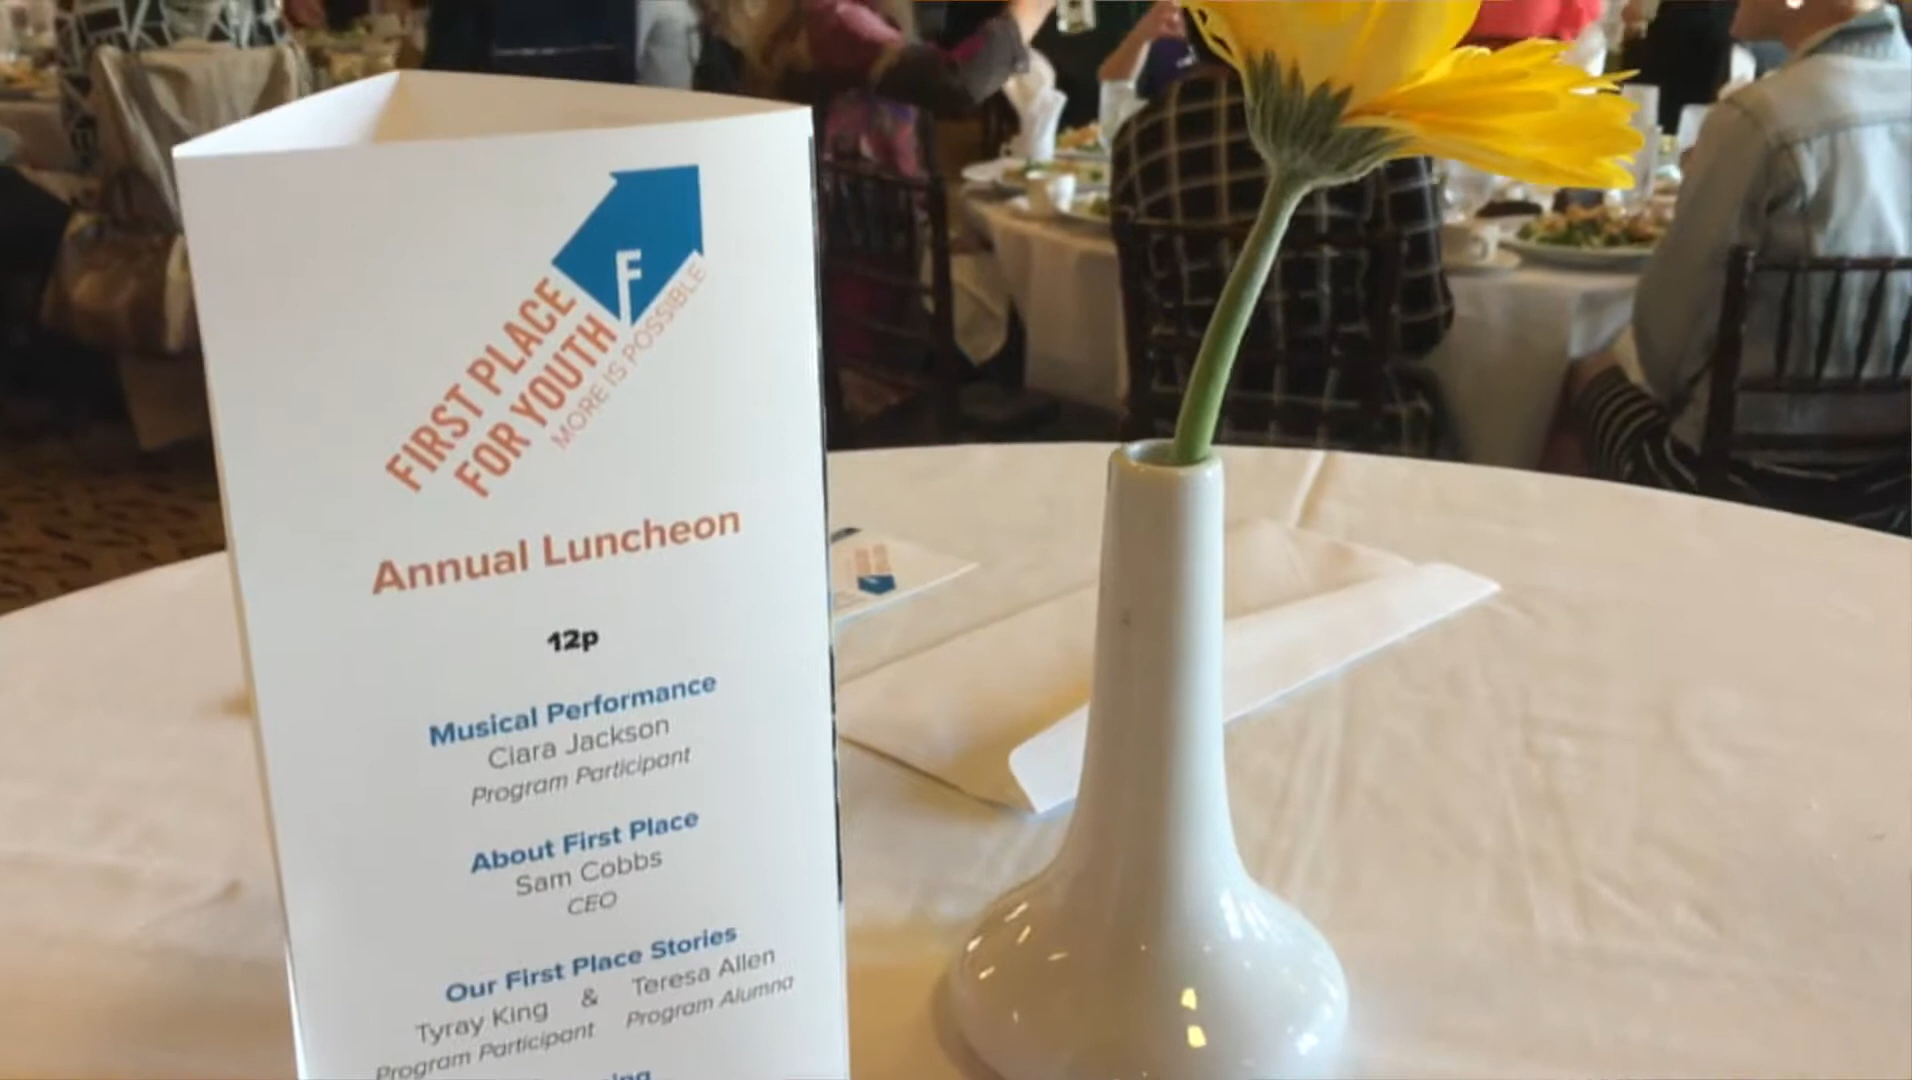 F
FIRST PLACE
FOR YOUTH
MORE IS POSSIBLE
Annual Luncheon
12p
Musical Performance
Ciara Jackson
Program Participant
About First Place
Sam Cobbs
CEO
Our First Place Stories
Tyray King & Teresa Allen
Program Participant Program Alumna